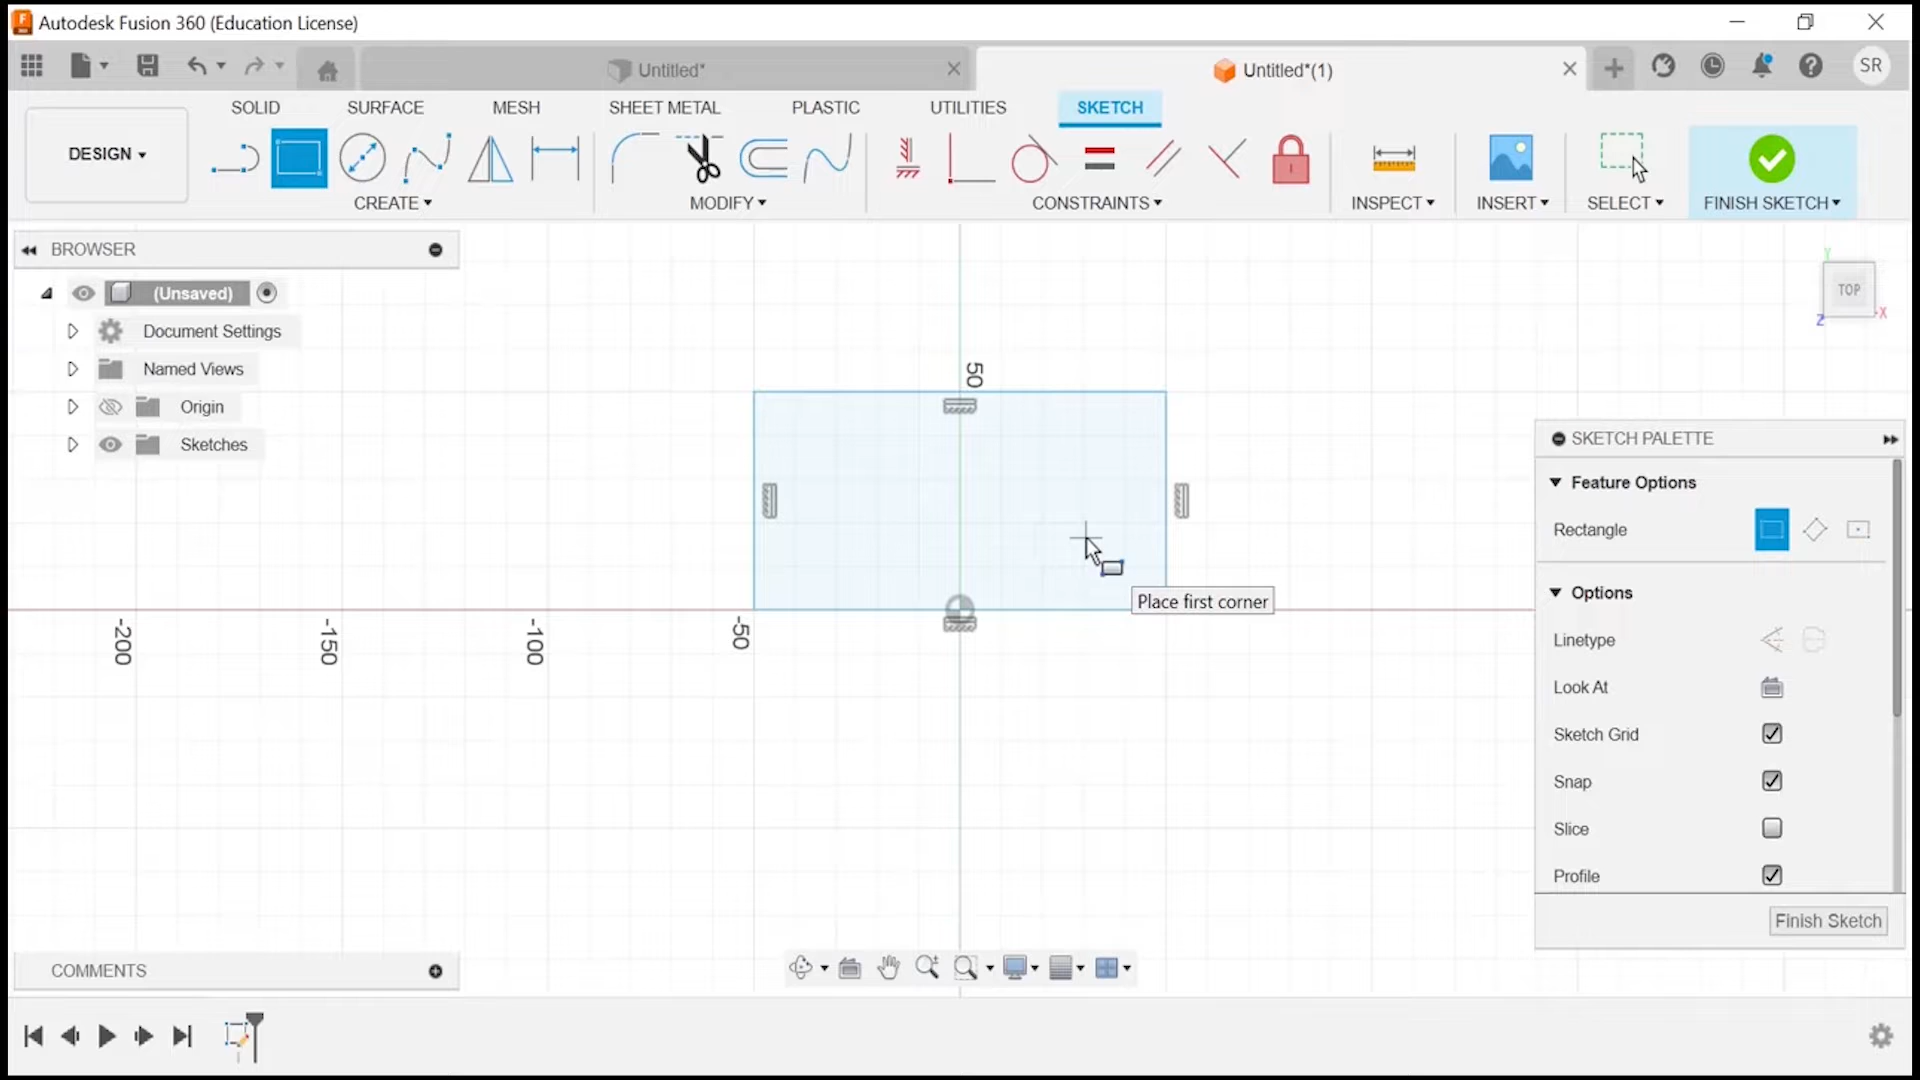 Autodesk Fusion 360 (Education License)
Untitled*
Untitled*(1)
SR
SOLID
SURFACE
MESH
SHEET METAL
PLASTIC
UTILITIES
SKETCH
DESIGN
CREATE
MODIFY
CONSTRAINTS
INSPECT
INSERT
SELECT
FINISH SKETCH
BROWSER
(Unsaved)
Document Settings
Named Views
Origin
Sketches
Y
TOP
X
Z
50
-200
-150
-100
-50
Place first corner
SKETCH PALETTE
Feature Options
Rectangle
Options
Linetype
Look At
Sketch Grid
Snap
Slice
Profile
Finish Sketch
COMMENTS